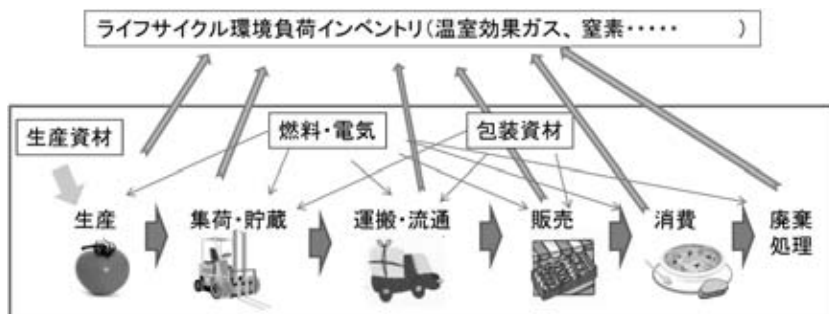 ライフサイクル環境負荷インベントリ(温室効果ガス、窒素‥‥‥ )
生産資材
燃料・電気
包装資材
生産
集荷・貯蔵
運搬・流通
販売
消費
廃棄
処理